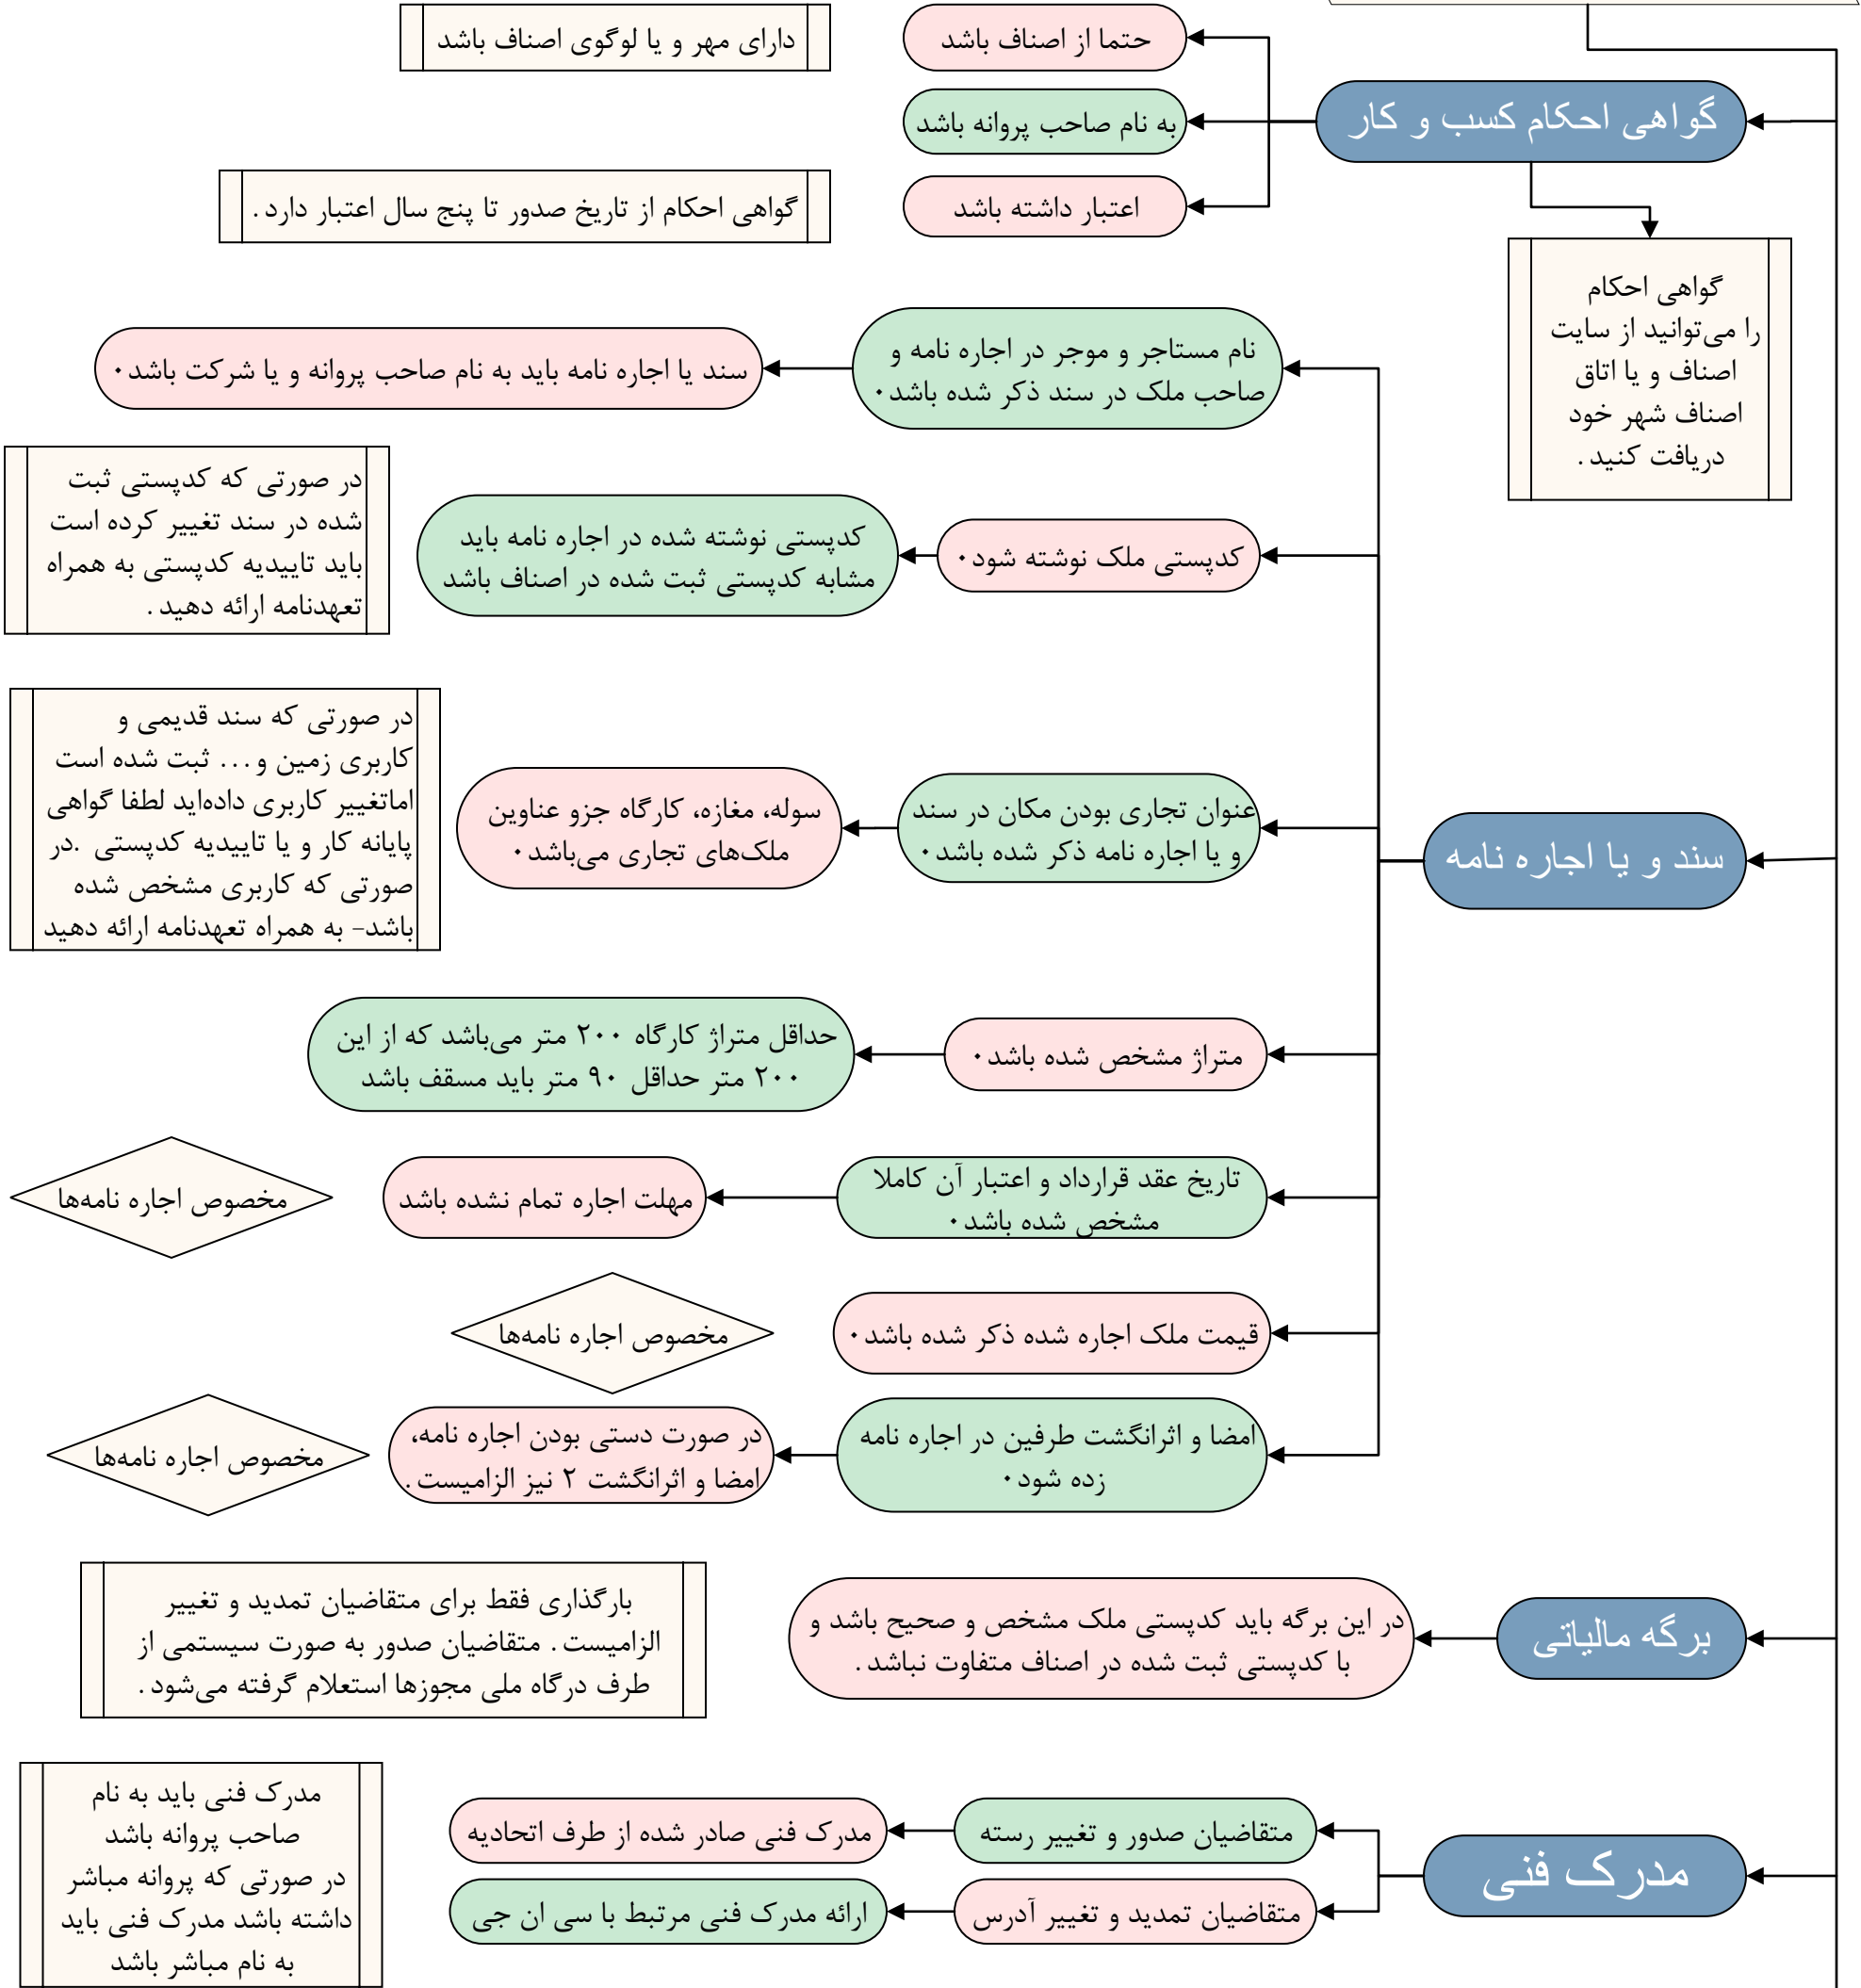 گواهی احکام کسب و کار
حتما از اصناف باشد
دارای مهر و یا لوگوی اصناف باشد
به نام صاحب پروانه باشد
اعتبار داشته باشد
گواهی احکام از تاریخ صدور تا پنج سال اعتبار دارد.
گواهی احکام
را می‌توانید از سایت
اصناف و یا اتاق
اصناف شهر خود
دریافت کنید.
سند و یا اجاره نامه
نام مستاجر و موجر در اجاره نامه و
صاحب ملک در سند ذکر شده باشد۰
سند یا اجاره نامه باید به نام صاحب پروانه و یا شرکت باشد۰
کدپستی ملک نوشته شود۰
کدپستی نوشته شده در اجاره نامه باید
مشابه کدپستی ثبت شده در اصناف باشد
در صورتی که کدپستی ثبت
شده در سند تغییر کرده است
باید تاییدیه کدپستی به همراه
تعهدنامه ارائه دهید.
عنوان تجاری بودن مکان در سند
و یا اجاره نامه ذکر شده باشد۰
سوله، مغازه، کارگاه جزو عناوین
ملک‌های تجاری می‌باشد۰
در صورتی که سند قدیمی و
کاربری زمین و... ثبت شده است
اماتغییر کاربری داده‌اید لطفا گواهی
پایانه کار و یا تاییدیه کدپستی .در
صورتی که کاربری مشخص شده
باشد- به همراه تعهدنامه ارائه دهید
متراژ مشخص شده باشد۰
حداقل متراژ کارگاه ۲۰۰ متر می‌باشد که از این
۲۰۰ متر حداقل ۹۰ متر باید مسقف باشد
تاریخ عقد قرارداد و اعتبار آن کاملا
مشخص شده باشد۰
مهلت اجاره تمام نشده باشد
مخصوص اجاره نامه‌ها
قیمت ملک اجاره شده ذکر شده باشد۰
مخصوص اجاره نامه‌ها
امضا و اثرانگشت طرفین در اجاره نامه
زده شود۰
در صورت دستی بودن اجاره نامه،
امضا و اثرانگشت ۲ نیز الزامیست.
مخصوص اجاره نامه‌ها
برگه مالیاتی
در این برگه باید کدپستی ملک مشخص و صحیح باشد و
با کدپستی ثبت شده در اصناف متفاوت نباشد.
بارگذاری فقط برای متقاضیان تمدید و تغییر
الزامیست. متقاضیان صدور به صورت سیستمی از
طرف درگاه ملی مجوزها استعلام گرفته می‌شود.
مدرک فنی
متقاضیان صدور و تغییر رسته
مدرک فنی صادر شده از طرف اتحادیه
متقاضیان تمدید و تغییر آدرس
ارائه مدرک فنی مرتبط با سی ان جی
مدرک فنی باید به نام
صاحب پروانه باشد
در صورتی که پروانه مباشر
داشته باشد مدرک فنی باید
به نام مباشر باشد